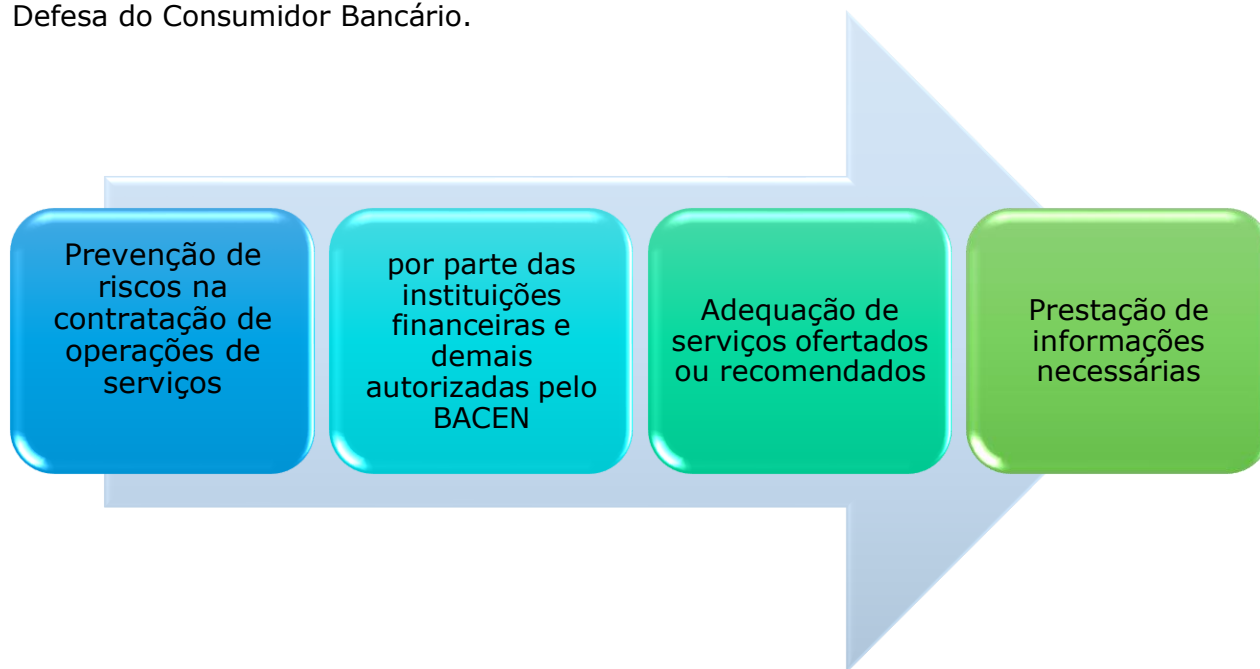 Defesa do Consumidor Bancário.
Prevenção de
riscos na
contratação de
operações de
serviços
por parte das
instituições
financeiras e
demais
autorizadas pelo
BACEN
Adequação de
serviços ofertados
ou recomendados
Prestação de
informações
necessárias